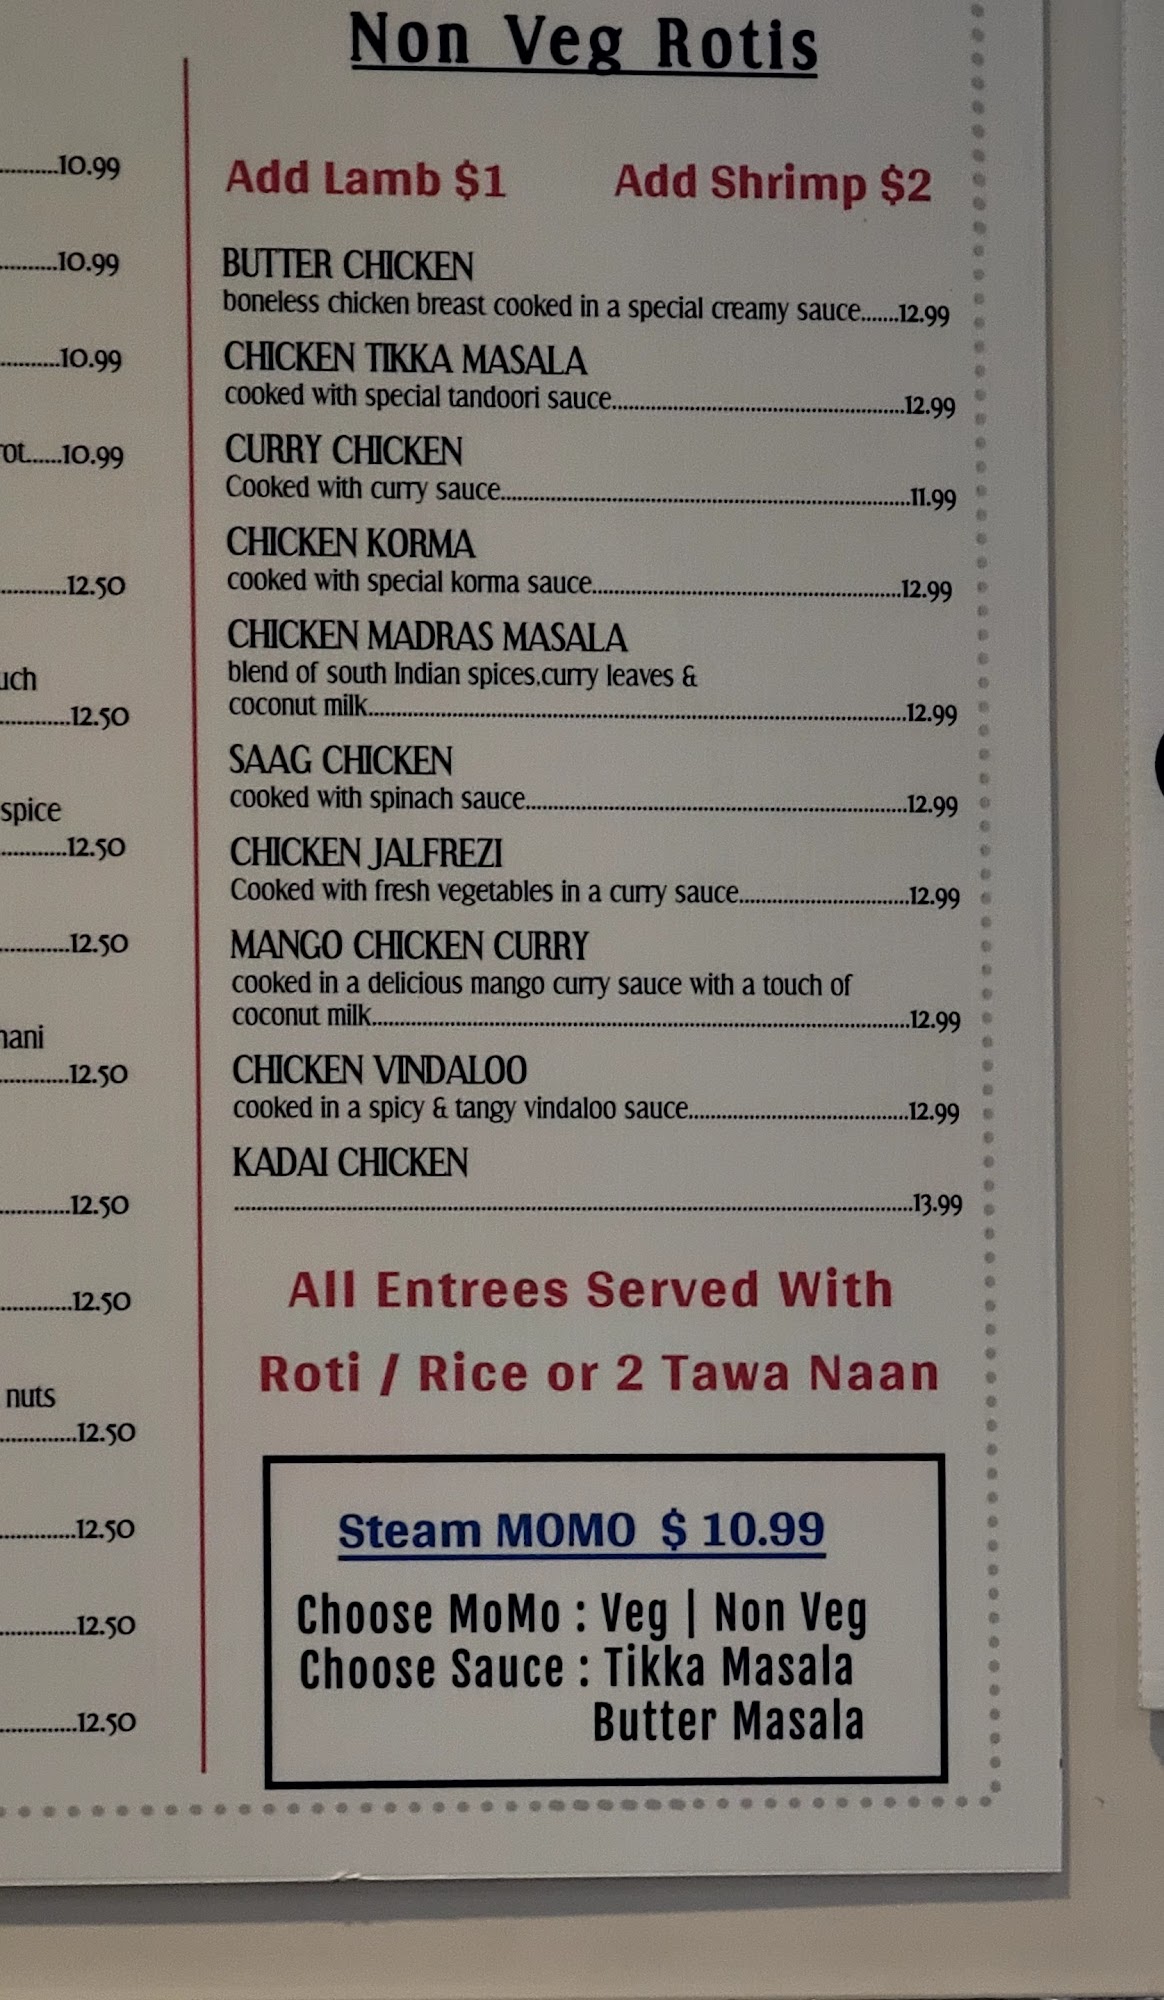 ..........10.99
..........10.99
..........10.99
.....10.99
...........12.50
...........12.50
spice
...........12.50
...........12.50
...........12.50
...........12.50
............12.50
nuts
............12.50
............12.50
............12.50
............12.50
Non Veg Rotis
Add Lamb $1 Add Shrimp $2
BUTTER CHICKEN
boneless chicken breast cooked in a special creamy sauce.......12.99
CHICKEN TIKKA MASALA
cooked with special tandoori sauce..................................................12.99
CURRY CHICKEN
Cooked with curry sauce......................................................................11.99
CHICKEN KORMA
cooked with special korma sauce.....................................................12.99
CHICKEN MADRAS MASALA
blend of south Indian spices.curry leaves &
coconut milk..........................................................................................12.99
SAAG CHICKEN
cooked with spinach sauce.................................................................12.99
CHICKEN JALFREZI
Cooked with fresh vegetables in a curry sauce.............................12.99
MANGO CHICKEN CURRY
cooked in a delicious mango curry sauce with a touch of
coconut milk..........................................................................................12.99
CHICKEN VINDALOO
cooked in a spicy & tangy vindaloo sauce.....................................12.99
KADAI CHICKEN
..................................................................................................................13.99
All Entrees Served With
Roti / Rice or 2 Tawa Naan
Steam MOMO $ 10.99
Choose MoMo : Veg | Non Veg
Choose Sauce : Tikka Masala
Butter Masala